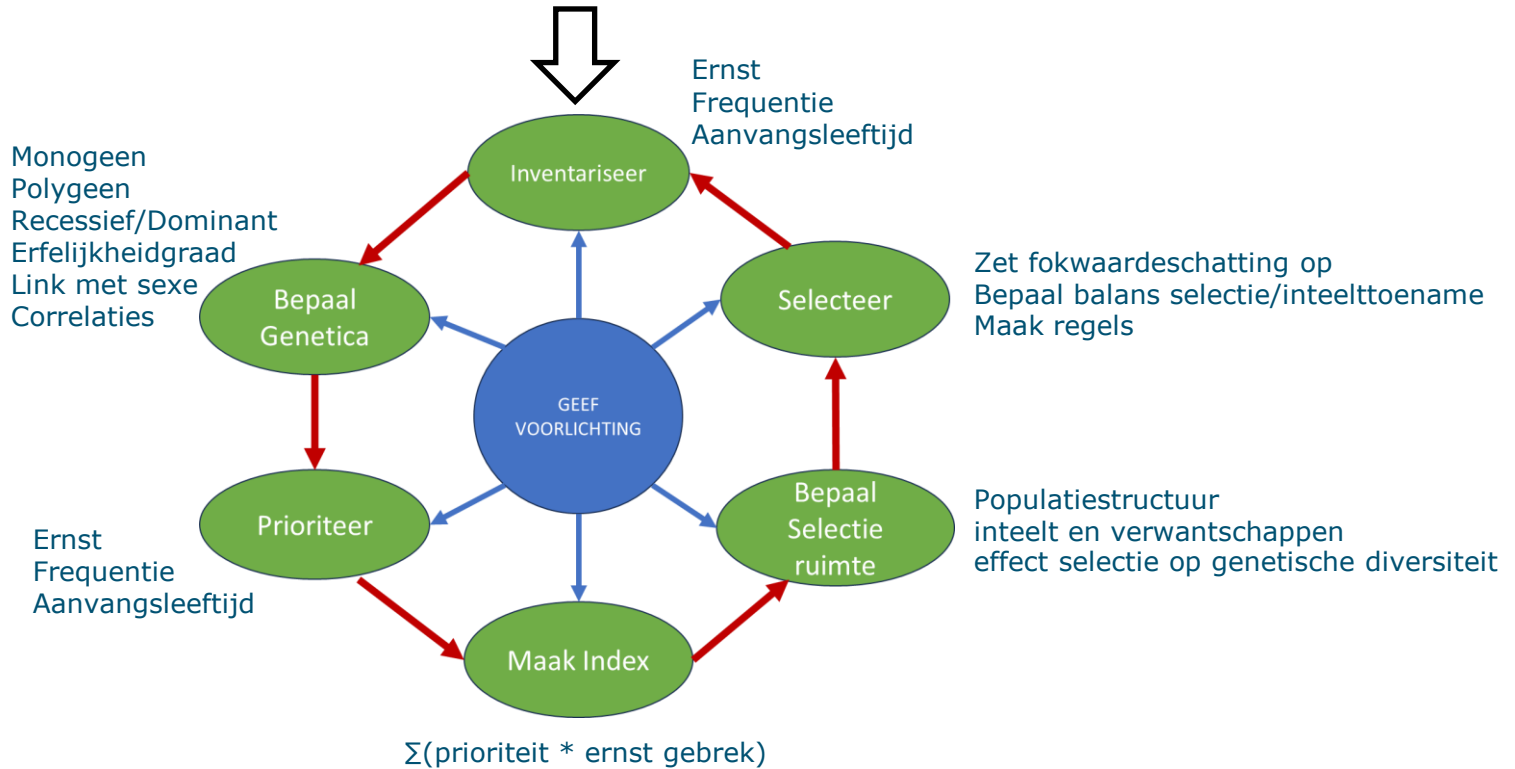 Ernst
Frequentie
Aanvangsleeftijd
Inventariseer
Monogeen
Polygeen
Recessief/Dominant
Erfelijkheidgraad
Link met sexe
Correlaties
Bepaal
Genetica
Selecteer
Zet fokwaardeschatting op
Bepaal balans selectie/inteelttoename
Maak regels
GEEF
VOORLICHTING
Prioriteer
Ernst
Frequentie
Aanvangsleeftijd
Bepaal
Selectie
ruimte
Populatiestructuur
inteelt en verwantschappen
effect selectie op genetische diversiteit
Maak Index
∑(prioriteit * ernst gebrek)